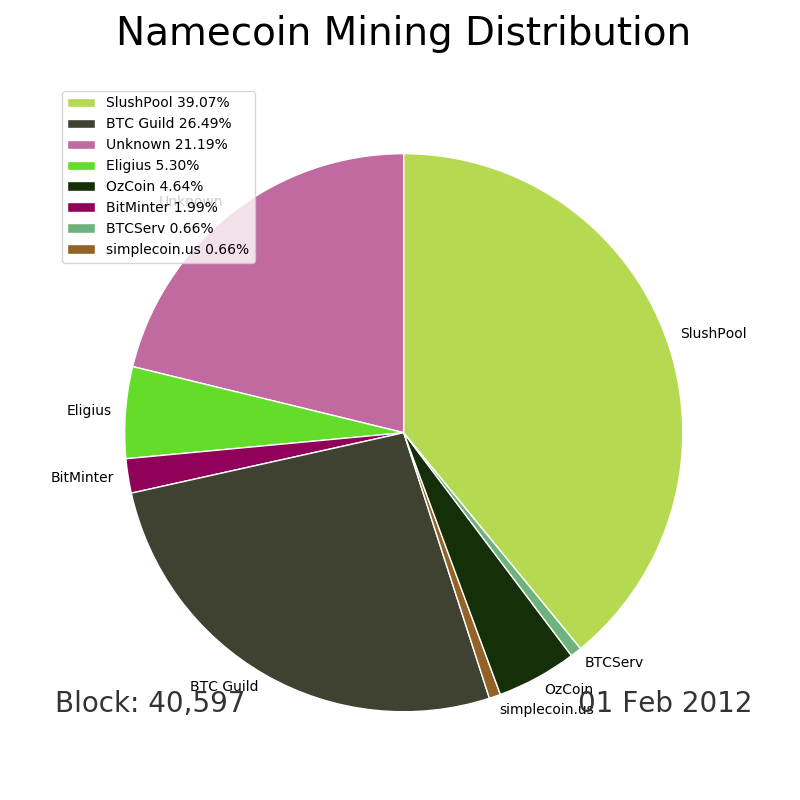 Namecoin Mining Distribution
SlushPool 39.07%
BTC Guild 26.49%
Unknown 21.19%
Eligius 5.30%
OzCoin 4.64%
BitMinter 1.99%
BTCServ 0.66%
simplecoin.us 0.66%
Unknown
SlushPool
Eligius
BitMinter
BTCServ
BTC Guild
OzCoin
simplecoin.us
Block: 40,597
01 Feb 2012